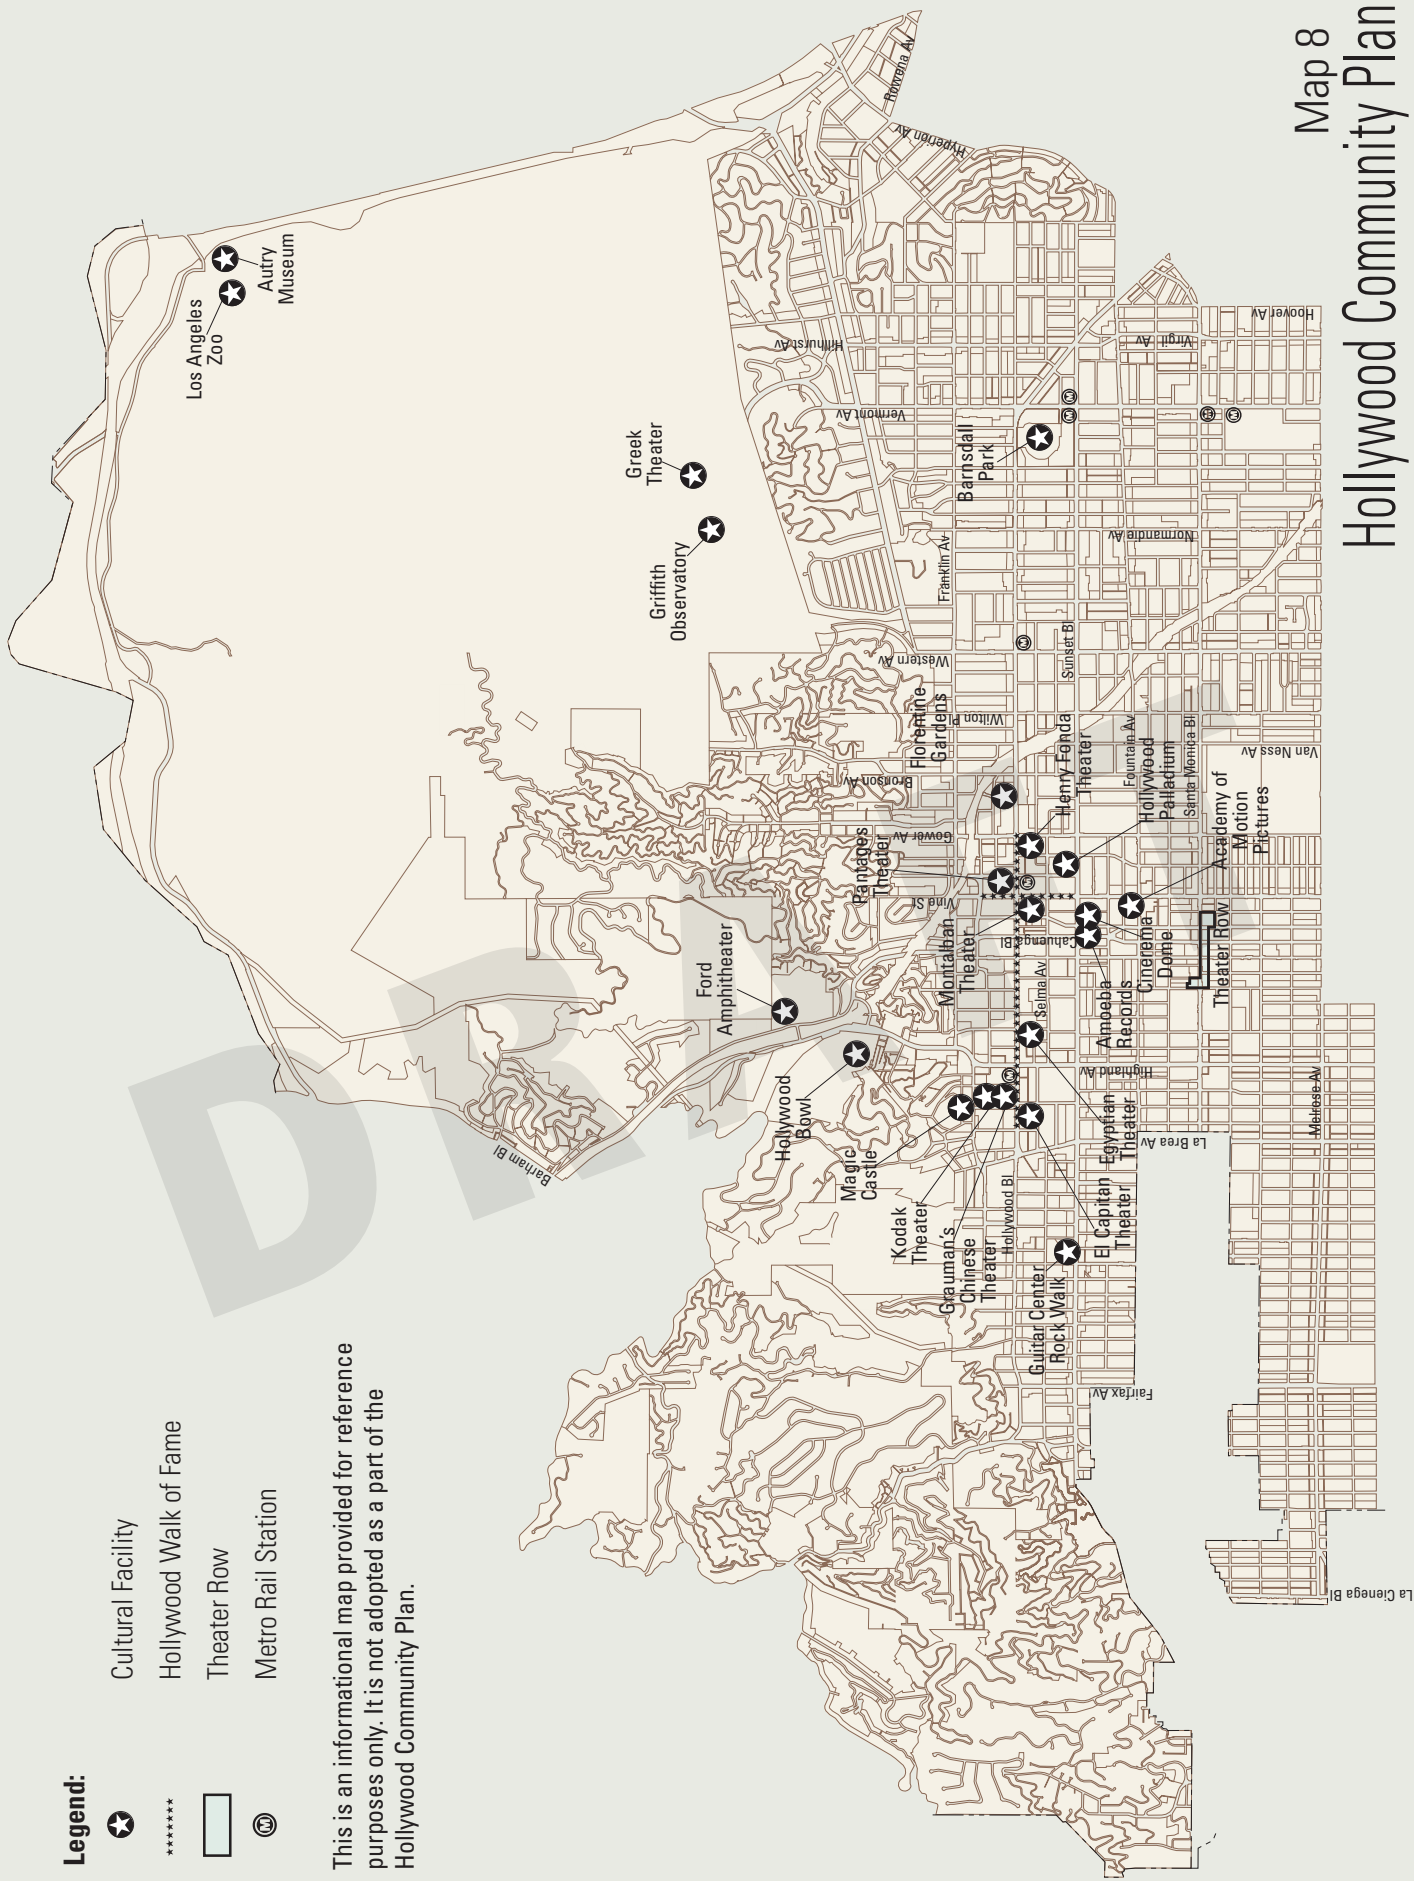 Map 8
Hollywood Community Plan
Legend:
Cultural Facility
Hollywood Walk of Fame
Theater Row
Metro Rail Station
M
This is an informational map provided for reference
purposes only. It is not adopted as a part of the
Hollywood Community Plan.
DRAFT
Los Angeles
Zoo
Autry
Museum
Greek
Theater
Griffith
Observatory
Ford
Amphitheater
Hollywood
Bowl
Magic
Castle
Kodak
Theater
Grauman's
Chinese
Theater
Guitar Center
Rock Walk
El Capitan
Theater
Egyptian
Theater
Amoeba
Records
Cinenema
Dome
Theater Row
Academy of
Motion
Pictures
Hollywood
Palladium
Henry Fonda
Theater
Florentine
Gardens
Pantages
Theater
Montalban
Theater
Barnsdall
Park
Barham Bl
Rowena Av
Hyperion Av
Hillhurst Av
Vermont Av
Hoover Av
Virgil Av
Normandie Av
Franklin Av
Western Av
Sunset Bl
Wilton Pl
Bronson Av
Gower Av
Vine St
Cahuenga Bl
Selma Av
Fountain Av
Santa Monica Bl
Van Ness Av
Highland Av
Hollywood Bl
La Brea Av
Melrose Av
Fairfax Av
La Cienega Bl
M
M
M
M
M
M
M